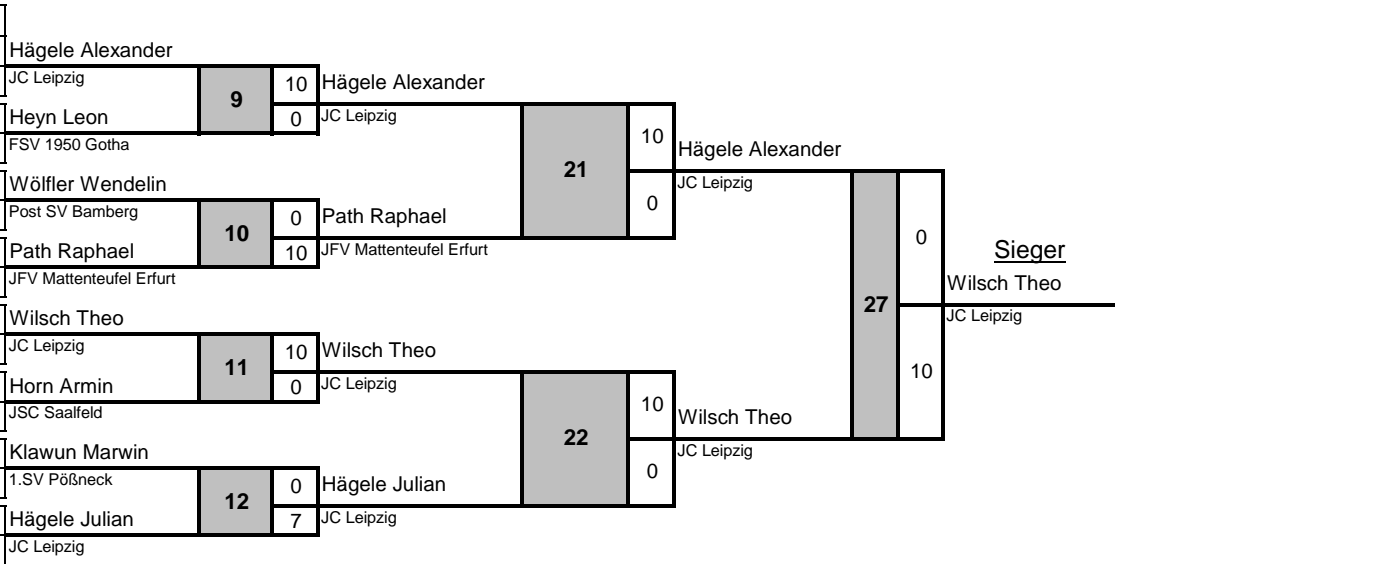 Hägele Alexander
JC Leipzig
9
10
0
Hägele Alexander
JC Leipzig
Heyn Leon
FSV 1950 Gotha
21
10
0
Hägele Alexander
JC Leipzig
Wölfler Wendelin
Post SV Bamberg
10
0
10
Path Raphael
JFV Mattenteufel Erfurt
Path Raphael
JFV Mattenteufel Erfurt
27
0
10
Sieger
Wilsch Theo
JC Leipzig
Wilsch Theo
JC Leipzig
11
10
0
Wilsch Theo
JC Leipzig
Horn Armin
JSC Saalfeld
22
10
0
Wilsch Theo
JC Leipzig
Klawun Marwin
1.SV Pößneck
12
0
7
Hägele Julian
JC Leipzig
Hägele Julian
JC Leipzig